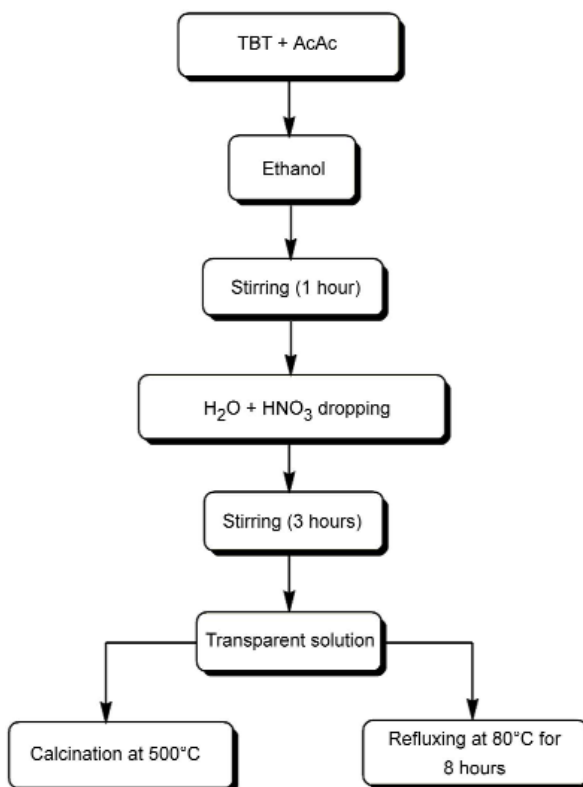 TBT + AcAc
Ethanol
Stirring (1 hour)
H₂O + HNO₃ dropping
Stirring (3 hours)
Transparent solution
Calcination at 500°C
Refluxing at 80°C for
8 hours